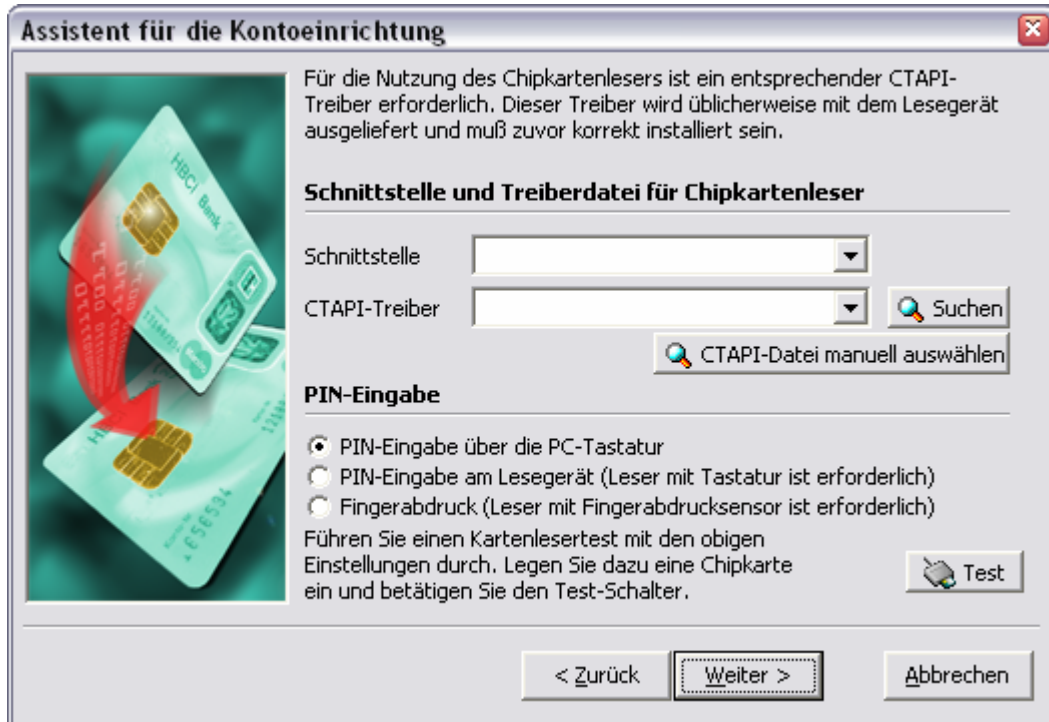 Assistent für die Kontoeinrichtung
Für die Nutzung des Chipkartenlesers ist ein entsprechender CTAPI-
Treiber erforderlich. Dieser Treiber wird üblicherweise mit dem Lesegerät
ausgeliefert und muß zuvor korrekt installiert sein.
HBCI Bank
Schnittstelle und Treiberdatei für Chipkartenleser
Schnittstelle
CTAPI-Treiber
Suchen
CTAPI-Datei manuell auswählen
PIN-Eingabe
PIN-Eingabe über die PC-Tastatur
PIN-Eingabe am Lesegerät (Leser mit Tastatur ist erforderlich)
Fingerabdruck (Leser mit Fingerabdrucksensor ist erforderlich)
Führen Sie einen Kartenlesertest mit den obigen
Einstellungen durch. Legen Sie dazu eine Chipkarte
ein und betätigen Sie den Test-Schalter.
Test
< Zurück
Weiter >
Abbrechen